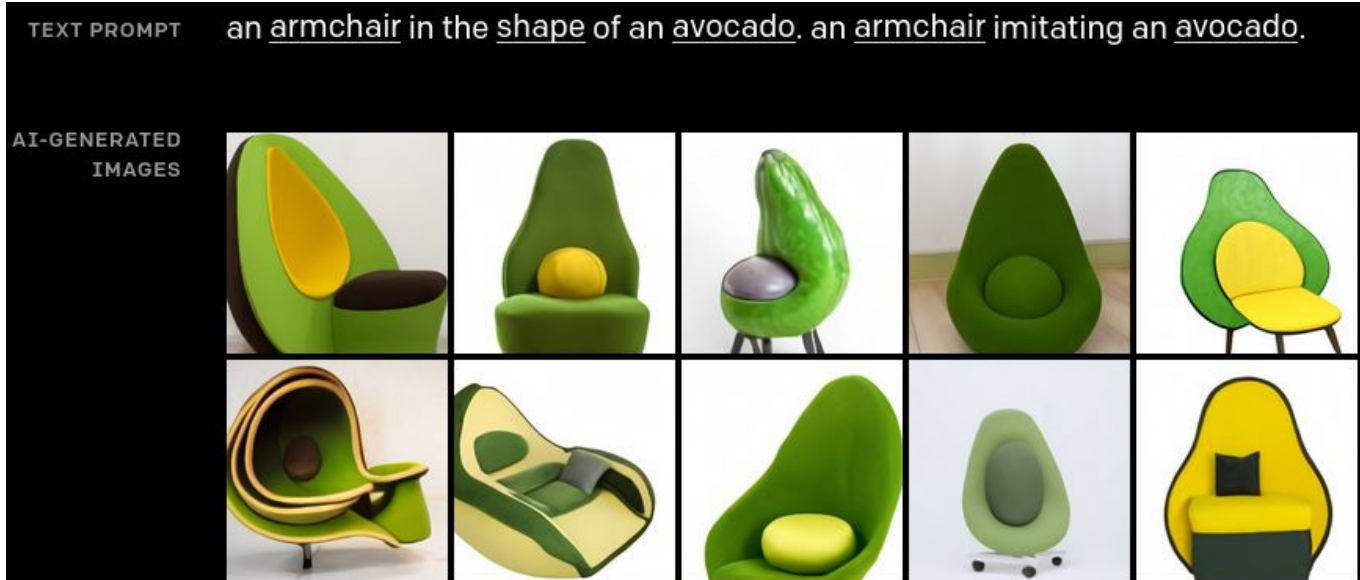 TEXT PROMPT
an armchair in the shape of an avocado. an armchair imitating an avocado.
AI-GENERATED
IMAGES